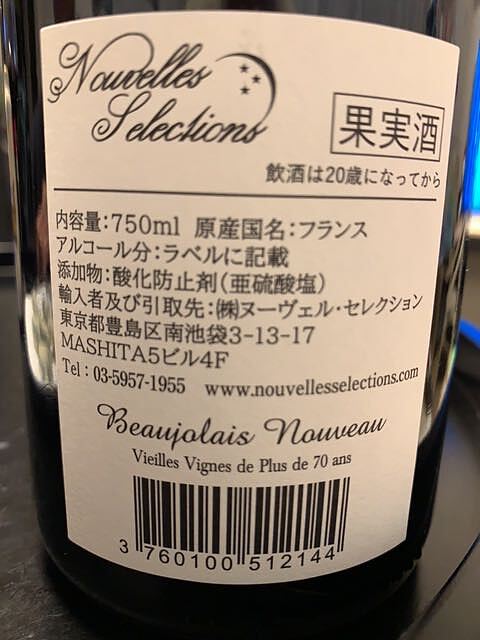 Nouvelles
Selections
果実酒
飲酒は20歳になってから
内容量:750ml 原産国名:フランス
アルコール分:ラベルに記載
添加物:酸化防止剤(亜硫酸塩)
輸入者及び引取先:㈱ヌーヴェル・セレクション
東京都豊島区南池袋3-13-17
MASHITA5ビル4F
Tel:03-5957-1955 www.nouvellesselections.com
Beaujolais Nouveau
Vieilles Vignes de Plus de 70 ans
3 760100 512144